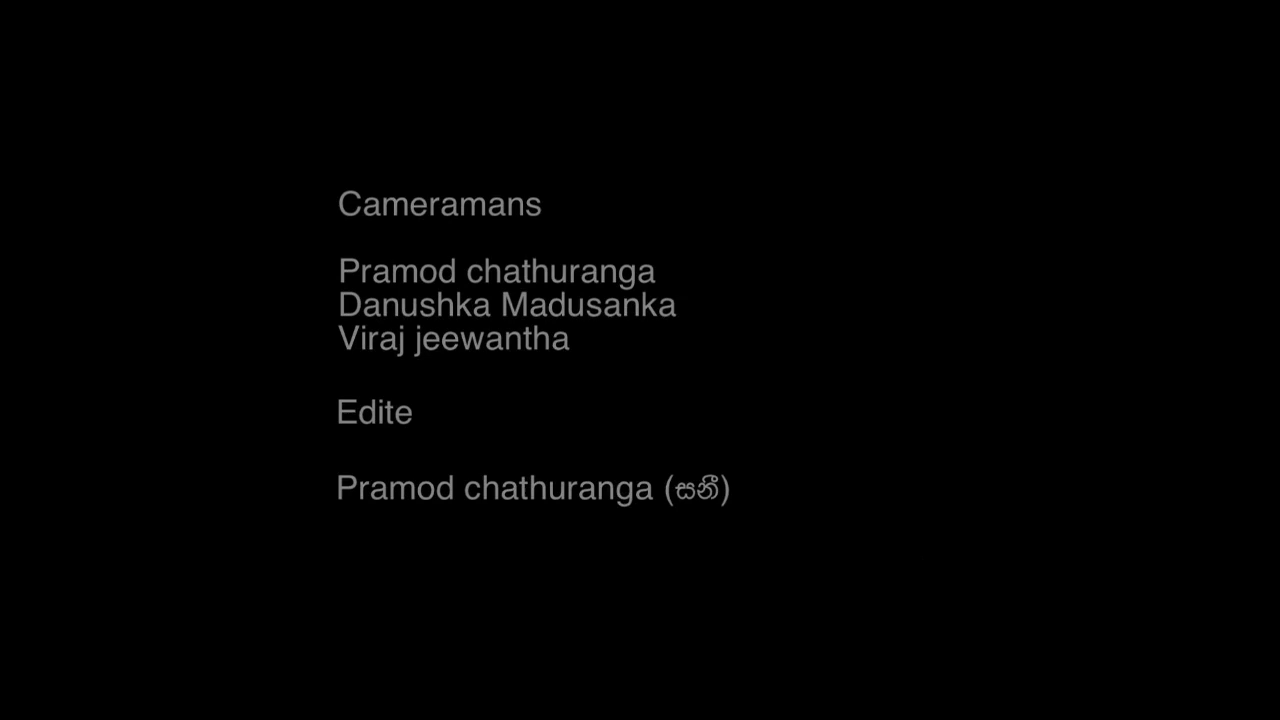 Cameramans
Pramod chathuranga
Danushka Madusanka
Viraj jeewantha
Edite
Pramod chathuranga (සනී)